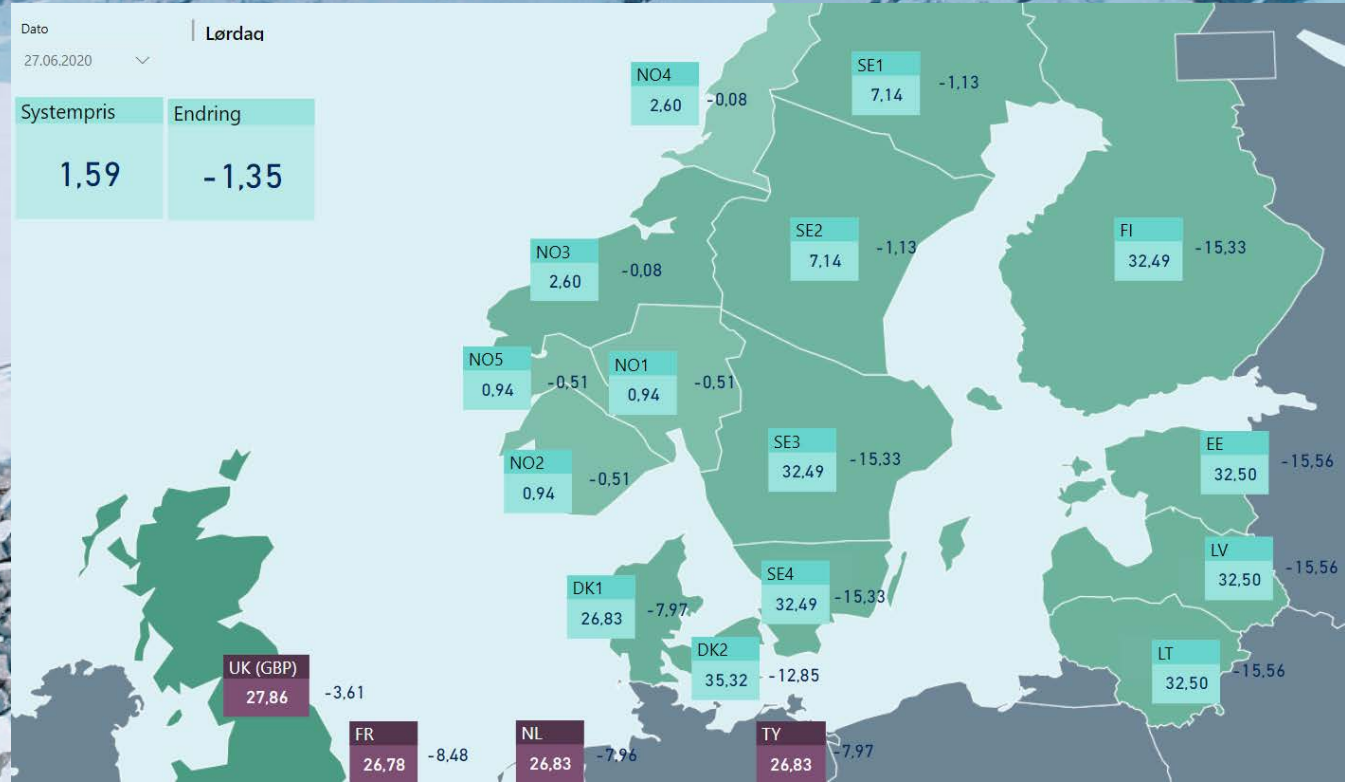 Dato
Lørdag
27.06.2020
Systempris
Endring
1,59
-1,35
NO4
2,60
-0,08
SE1
7,14
-1,13
NO3
2,60
-0,08
SE2
7,14
-1,13
FI
32,49
-15,33
NO5
0,94
-0,51
NO1
0,94
-0,51
NO2
0,94
-0,51
SE3
32,49
-15,33
EE
32,50
-15,56
LV
32,50
-15,56
DK1
26,83
-7,97
SE4
32,49
-15,33
DK2
35,32
-12,85
LT
32,50
-15,56
UK (GBP)
27,86
-3,61
FR
26,78
-8,48
NL
26,83
-7,96
TY
26,83
-7,97